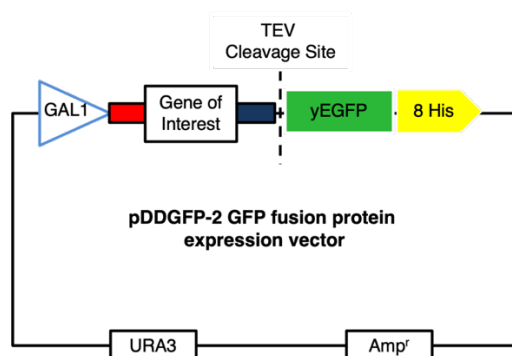 TEV
Cleavage Site
GAL1
Gene of
Interest
yEGFP
8 His
pDDGFP-2 GFP fusion protein
expression vector
URA3
Ampʳ